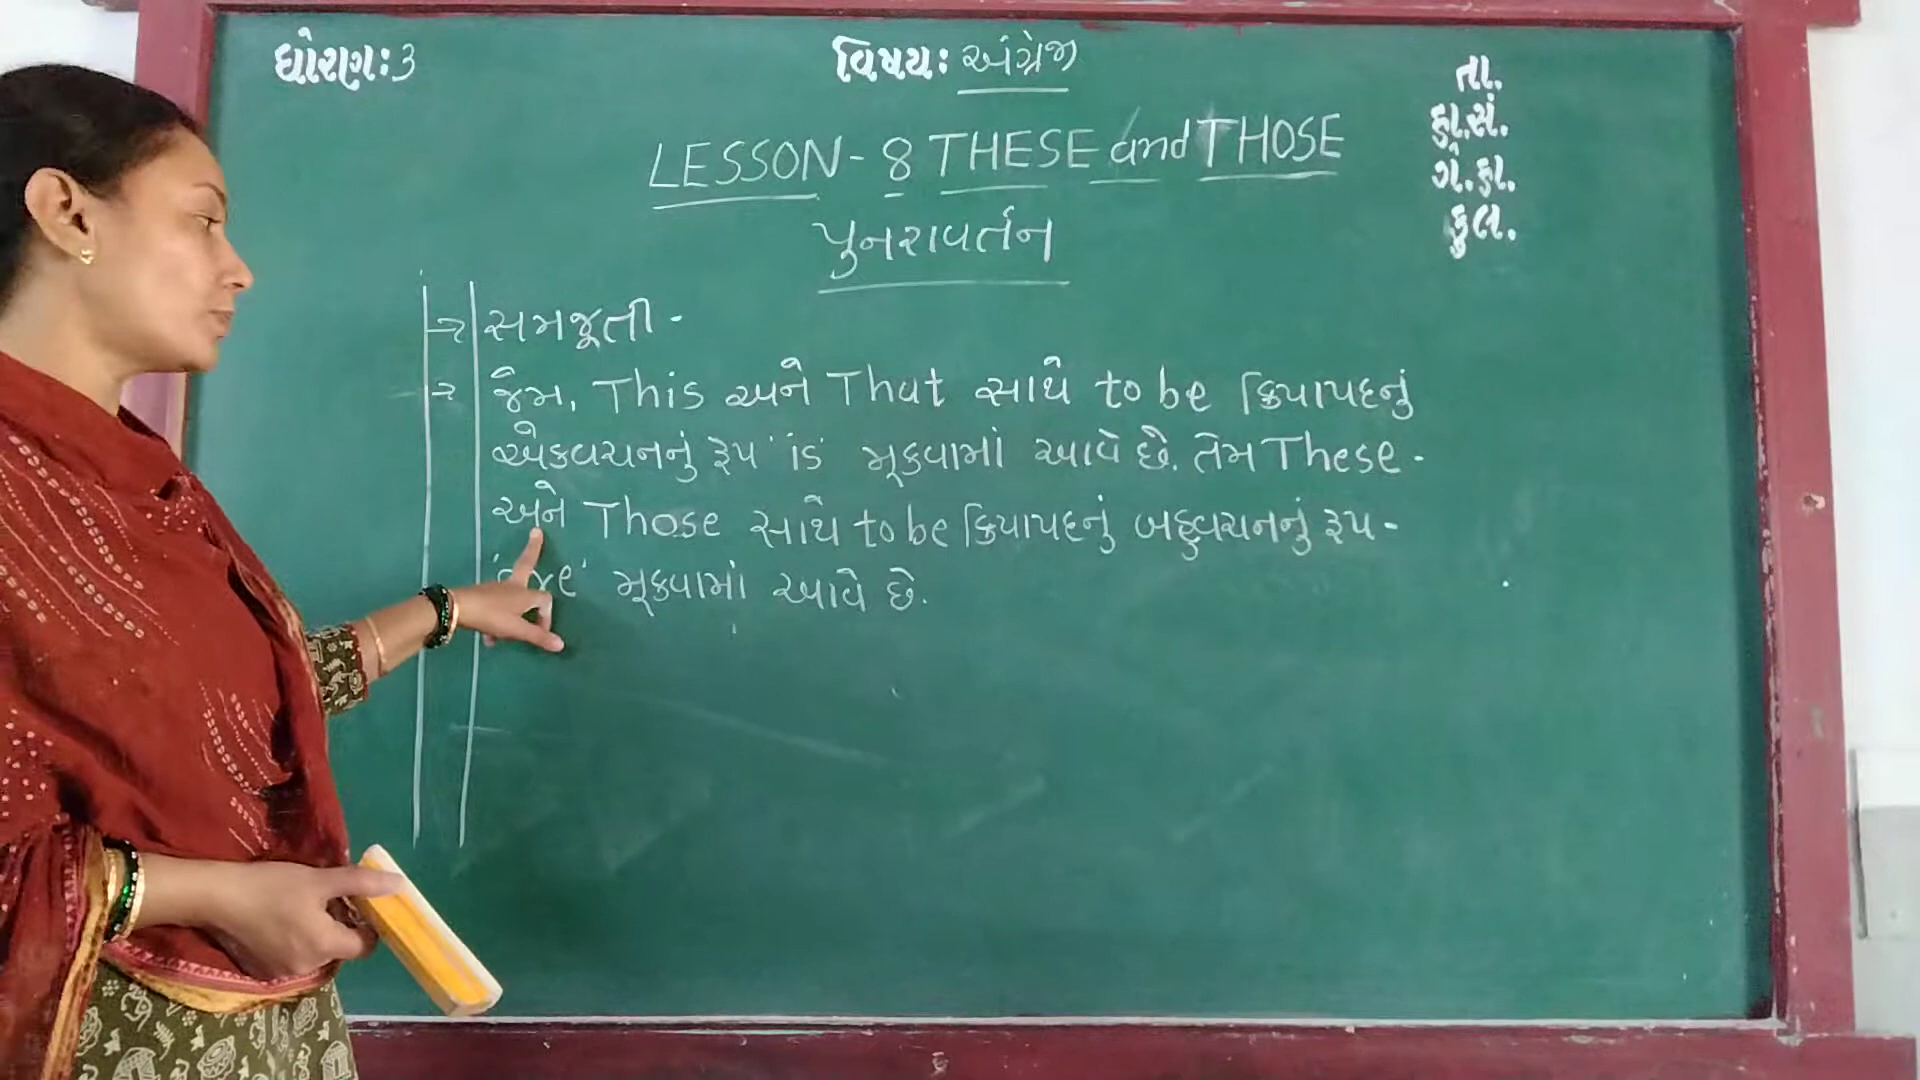 ધોરણ: 3
વિષય: અંગ્રેજી
તા.
હા.સં.
ગે.હા.
કુલ.
LESSON - 8 THESE and THOSE
પુનરાવર્તન
→ સમજૂતી -
→ જેમ, This અને That સાથે to be ક્રિયાપદનું
એકવચનનું રૂપ 'is' મૂકવામાં આવે છે. તેમ These -
અને Those સાથે to be ક્રિયાપદનું બહુવચનનું રૂપ -
'are' મૂકવામાં આવે છે.